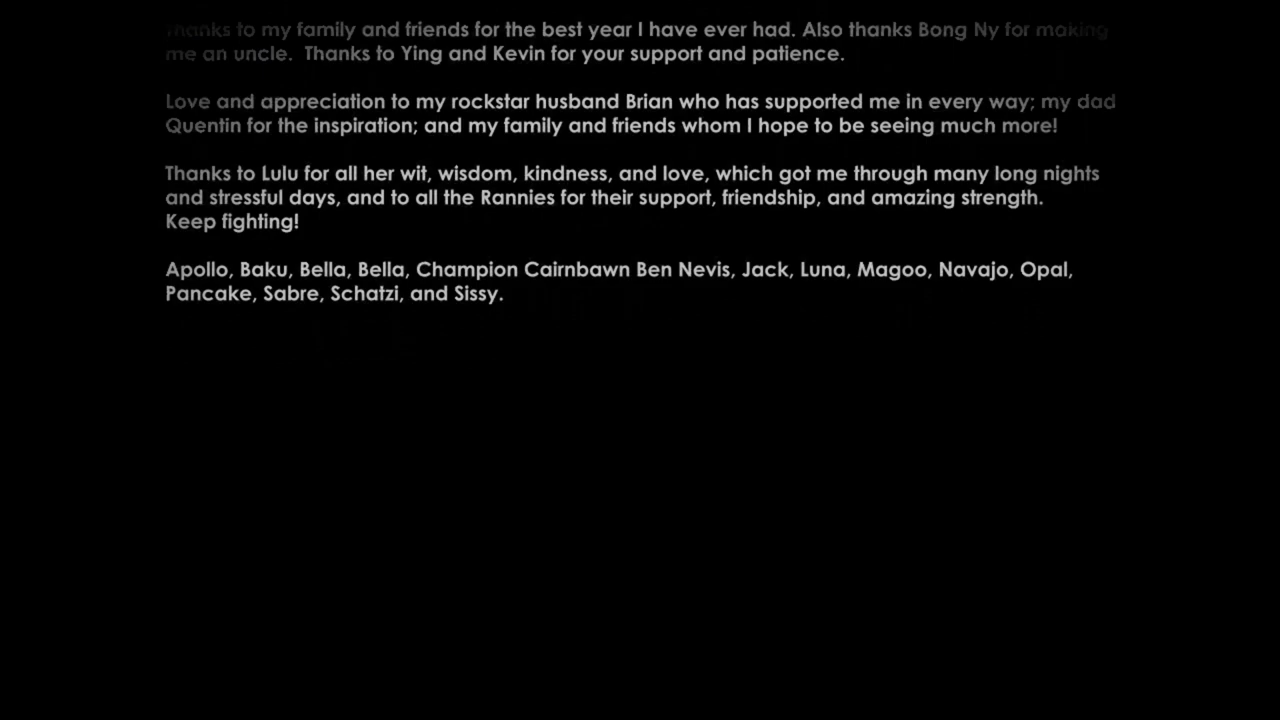 Thanks to my family and friends for the best year I have ever had. Also thanks Bong Ny for making
me an uncle.  Thanks to Ying and Kevin for your support and patience.
Love and appreciation to my rockstar husband Brian who has supported me in every way; my dad
Quentin for the inspiration; and my family and friends whom I hope to be seeing much more!
Thanks to Lulu for all her wit, wisdom, kindness, and love, which got me through many long nights
and stressful days, and to all the Rannies for their support, friendship, and amazing strength.
Keep fighting!
Apollo, Baku, Bella, Bella, Champion Cairnbawn Ben Nevis, Jack, Luna, Magoo, Navajo, Opal,
Pancake, Sabre, Schatzi, and Sissy.